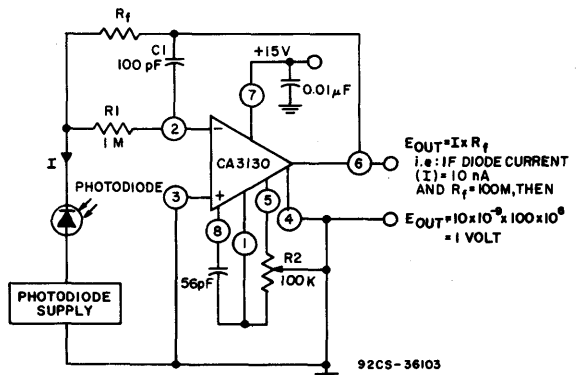 Rf
C1
100 pF
+15V
0.01µF
7
R1
1 M
2
−
CA3130
6
EOUT=I x Rf
i.e: IF DIODE CURRENT
(I) = 10 nA
AND Rf = 100M, THEN
EOUT=10x10⁻⁹x100x10⁶
= 1 VOLT
I
PHOTODIODE
3
+
5
4
8
1
56pF
R2
100K
PHOTODIODE
SUPPLY
92CS-36103